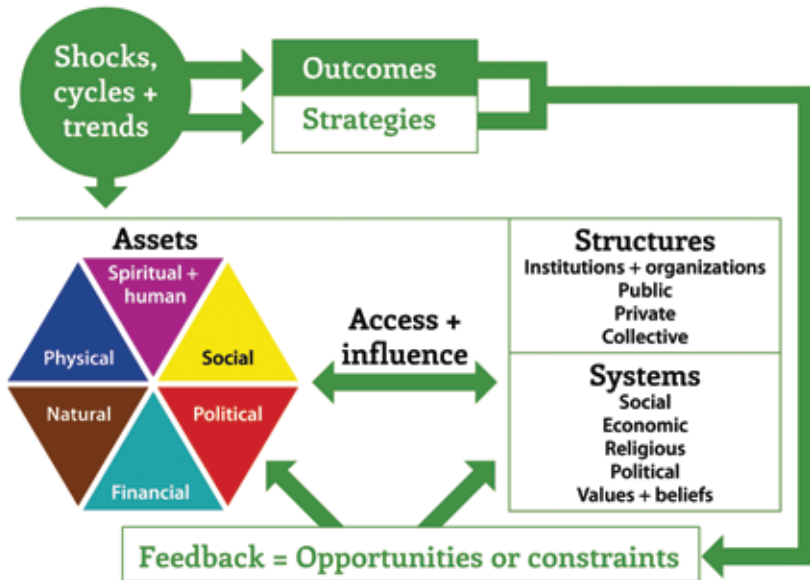 Shocks,
cycles +
trends
Outcomes
Strategies
Assets
Spiritual +
human
Physical
Social
Natural
Political
Financial
Access +
influence
Structures
Institutions + organizations
Public
Private
Collective
Systems
Social
Economic
Religious
Political
Values + beliefs
Feedback = Opportunities or constraints